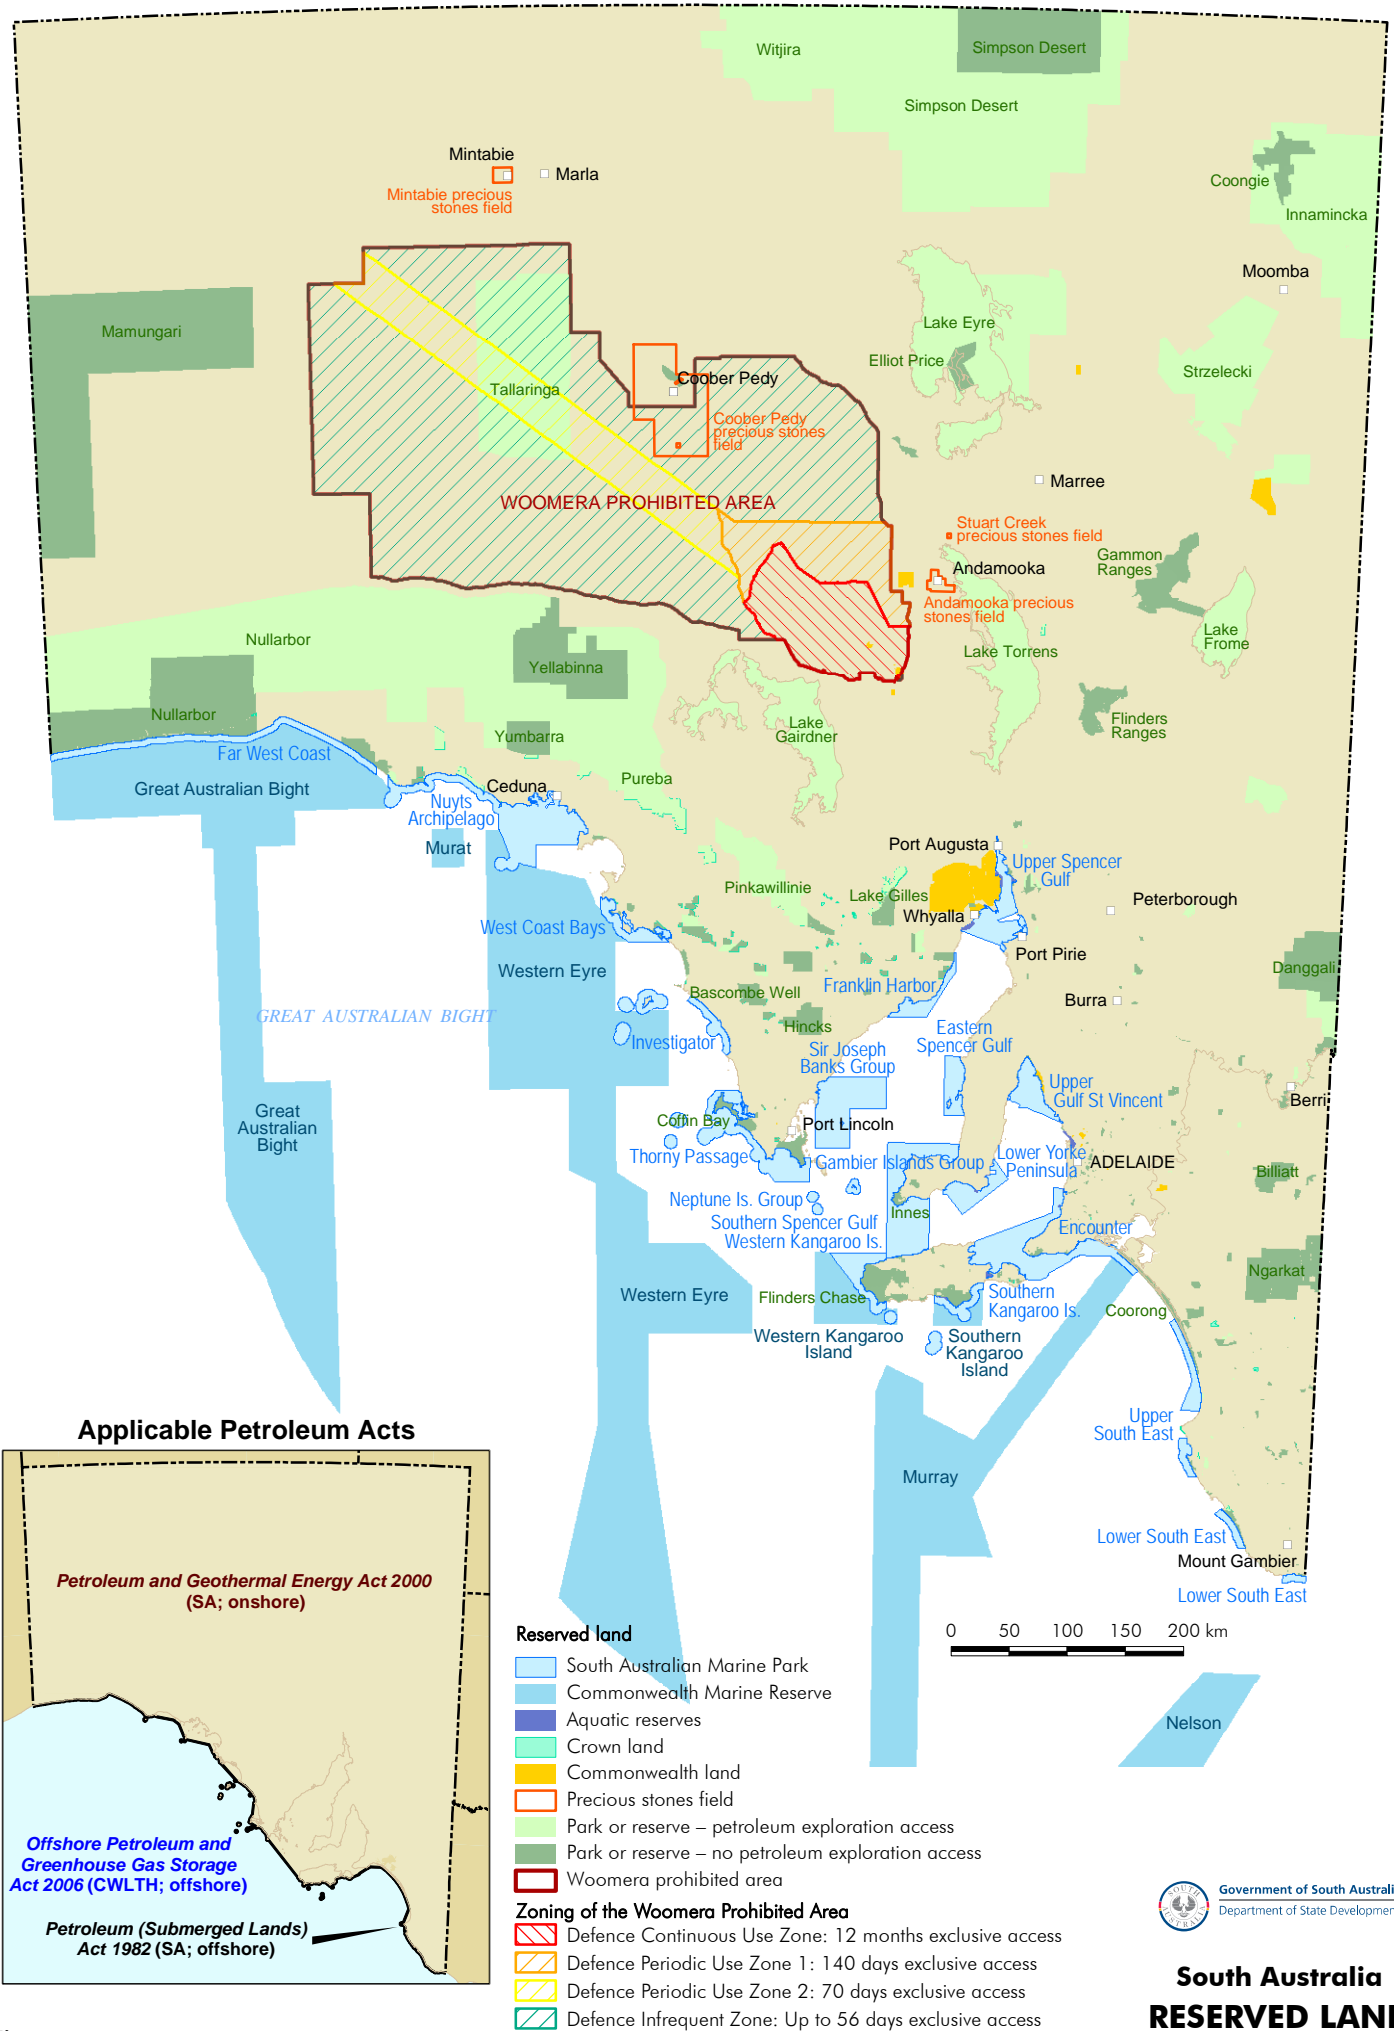 Witjira
Simpson Desert
Simpson Desert
Mintabie
Marla
Mintabie precious
stones field
Coongie
Innamincka
Moomba
Mamungari
Lake Eyre
Elliot Price
Strzelecki
Tallaringa
Coober Pedy
Coober Pedy
precious stones
field
WOOMERA PROHIBITED AREA
Marree
Stuart Creek
precious stones field
Gammon
Ranges
Andamooka
Andamooka precious
stones field
Lake
Frome
Lake Torrens
Nullarbor
Yellabinna
Nullarbor
Flinders
Ranges
Lake
Gairdner
Yumbarra
Far West Coast
Great Australian Bight
Pureba
Ceduna
Nuyts
Archipelago
Murat
Port Augusta
Upper Spencer
Gulf
Pinkawillinie
Lake Gilles
Whyalla
Peterborough
West Coast Bays
Western Eyre
Port Pirie
Danggali
Franklin Harbor
Bascombe Well
Burra
GREAT AUSTRALIAN BIGHT
Hincks
Eastern
Spencer Gulf
Investigator
Sir Joseph
Banks Group
Upper
Gulf St Vincent
Berri
Great
Australian
Bight
Coffin Bay
Port Lincoln
Thorny Passage
Gambier Islands Group
Lower Yorke
Peninsula
ADELAIDE
Billiatt
Neptune Is. Group
Innes
Southern Spencer Gulf
Western Kangaroo Is.
Encounter
Ngarkat
Western Eyre
Flinders Chase
Southern
Kangaroo Is.
Coorong
Western Kangaroo
Island
Southern
Kangaroo
Island
Upper
South East
Murray
Lower South East
Mount Gambier
Lower South East
Nelson
0 50 100 150 200 km
Applicable Petroleum Acts
Petroleum and Geothermal Energy Act 2000
(SA; onshore)
Offshore Petroleum and
Greenhouse Gas Storage
Act 2006 (CWLTH; offshore)
Petroleum (Submerged Lands)
Act 1982 (SA; offshore)
Reserved land
South Australian Marine Park
Commonwealth Marine Reserve
Aquatic reserves
Crown land
Commonwealth land
Precious stones field
Park or reserve – petroleum exploration access
Park or reserve – no petroleum exploration access
Woomera prohibited area
Zoning of the Woomera Prohibited Area
Defence Continuous Use Zone: 12 months exclusive access
Defence Periodic Use Zone 1: 140 days exclusive access
Defence Periodic Use Zone 2: 70 days exclusive access
Defence Infrequent Zone: Up to 56 days exclusive access
SOUTH AUSTRALIA
Government of South Australi
Department of State Developmen
South Australia
RESERVED LAN